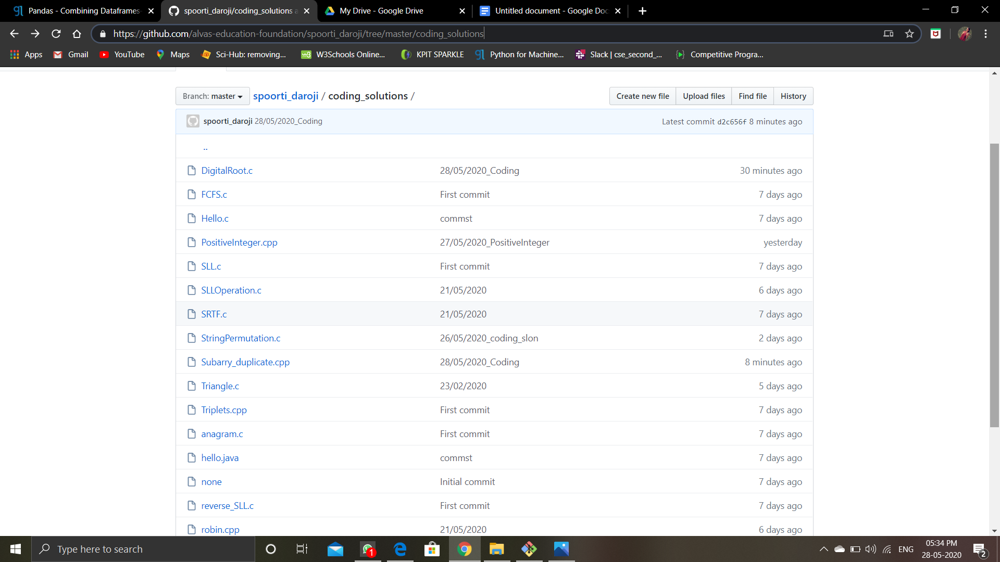 Pandas - Combining Dataframes-
spoorti_daroji/coding_solutions a
My Drive - Google Drive
Untitled document - Google Doc
https://github.com/alvas-education-foundation/spoorti_daroji/tree/master/coding_solutions
Apps
Gmail
YouTube
Maps
Sci-Hub: removing...
W3Schools Online...
KPIT SPARKLE
Python for Machine...
Slack | cse_second_...
Competitive Progra...
Branch: master
spoorti_daroji / coding_solutions /
Create new file
Upload files
Find file
History
spoorti_daroji 28/05/2020_Coding
Latest commit d2c656f 8 minutes ago
..
DigitalRoot.c 28/05/2020_Coding 30 minutes ago
FCFS.c First commit 7 days ago
Hello.c commst 7 days ago
PositiveInteger.cpp 27/05/2020_PositiveInteger yesterday
SLL.c First commit 7 days ago
SLLOperation.c 21/05/2020 6 days ago
SRTF.c 21/05/2020 7 days ago
StringPermutation.c 26/05/2020_coding_slon 2 days ago
Subarry_duplicate.cpp 28/05/2020_Coding 8 minutes ago
Triangle.c 23/02/2020 5 days ago
Triplets.cpp First commit 7 days ago
anagram.c First commit 7 days ago
hello.java commst 7 days ago
none Initial commit 7 days ago
reverse_SLL.c First commit 7 days ago
robin.cpp 21/05/2020 6 days ago
Type here to search
1
ENG
05:34 PM
28-05-2020
2